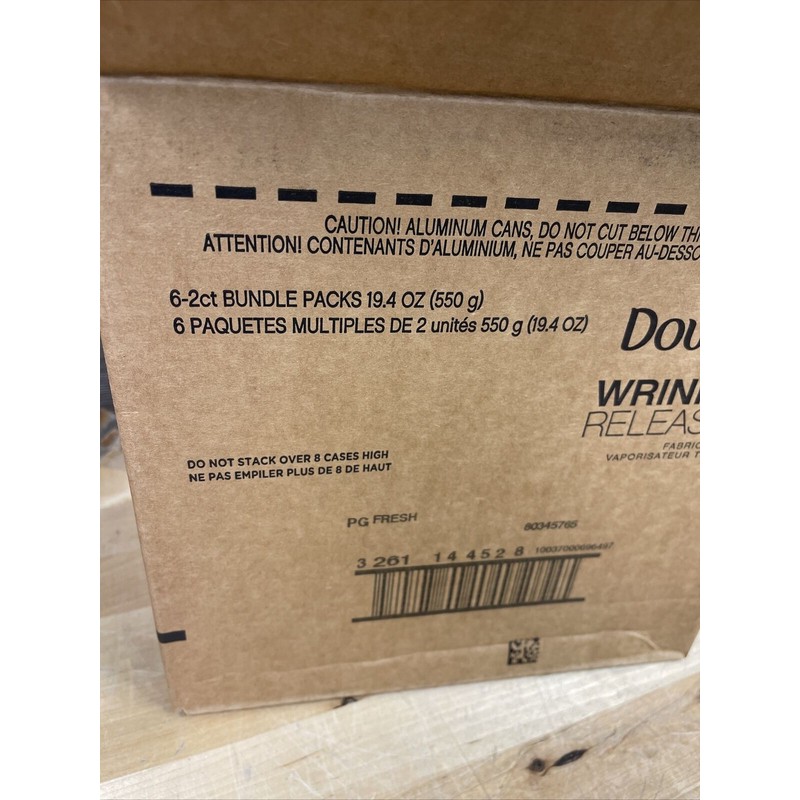 CAUTION! ALUMINUM CANS, DO NOT CUT BELOW TH
ATTENTION! CONTENANTS D'ALUMINIUM, NE PAS COUPER AU-DESSO
6-2ct BUNDLE PACKS 19.4 OZ (550 g)
6 PAQUETES MULTIPLES DE 2 unités 550 g (19.4 OZ)
Dow
WRIN
RELEAS
FABRIC
VAPORISATEUR T
DO NOT STACK OVER 8 CASES HIGH
NE PAS EMPILER PLUS DE 8 DE HAUT
PG FRESH 80345765
3 261 14 452 8 10037000686497